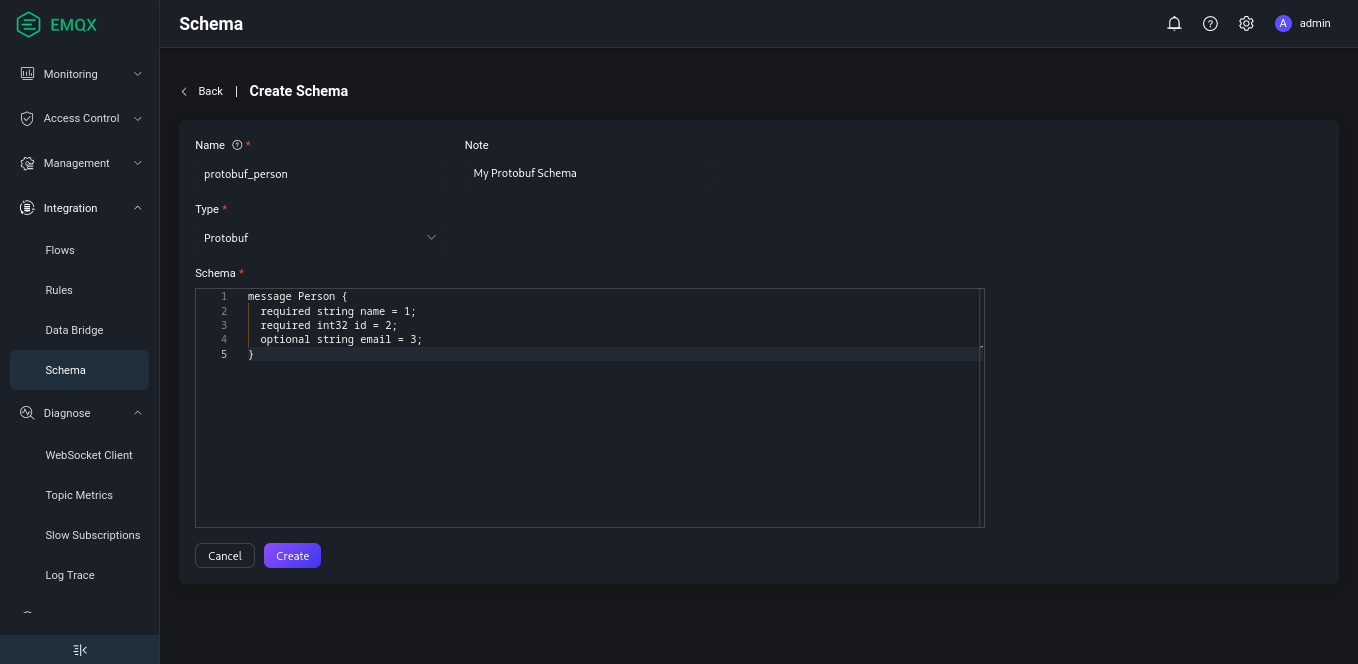 EMQX
Schema
A admin
Monitoring
Access Control
Management
Integration
Flows
Rules
Data Bridge
Schema
Diagnose
WebSocket Client
Topic Metrics
Slow Subscriptions
Log Trace
Back | Create Schema
Name *
Note
protobuf_person
My Protobuf Schema
Type *
Protobuf
Schema *
1 message Person {
2 required string name = 1;
3 required int32 id = 2;
4 optional string email = 3;
5 }
Cancel
Create